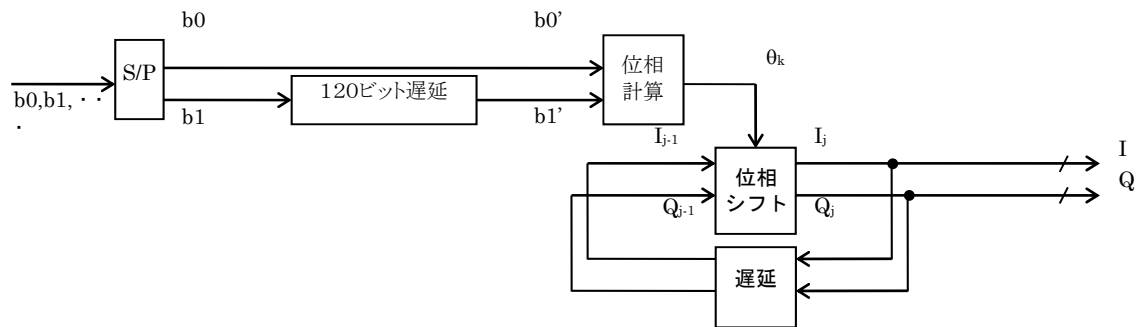 b0
b0’
S/P
位相
計算
θk
b0,b1,・・
・
120ビット遅延
b1
b1’
Ij-1
Ij
I
位相
シフト
Q
Qj-1
Qj
遅延